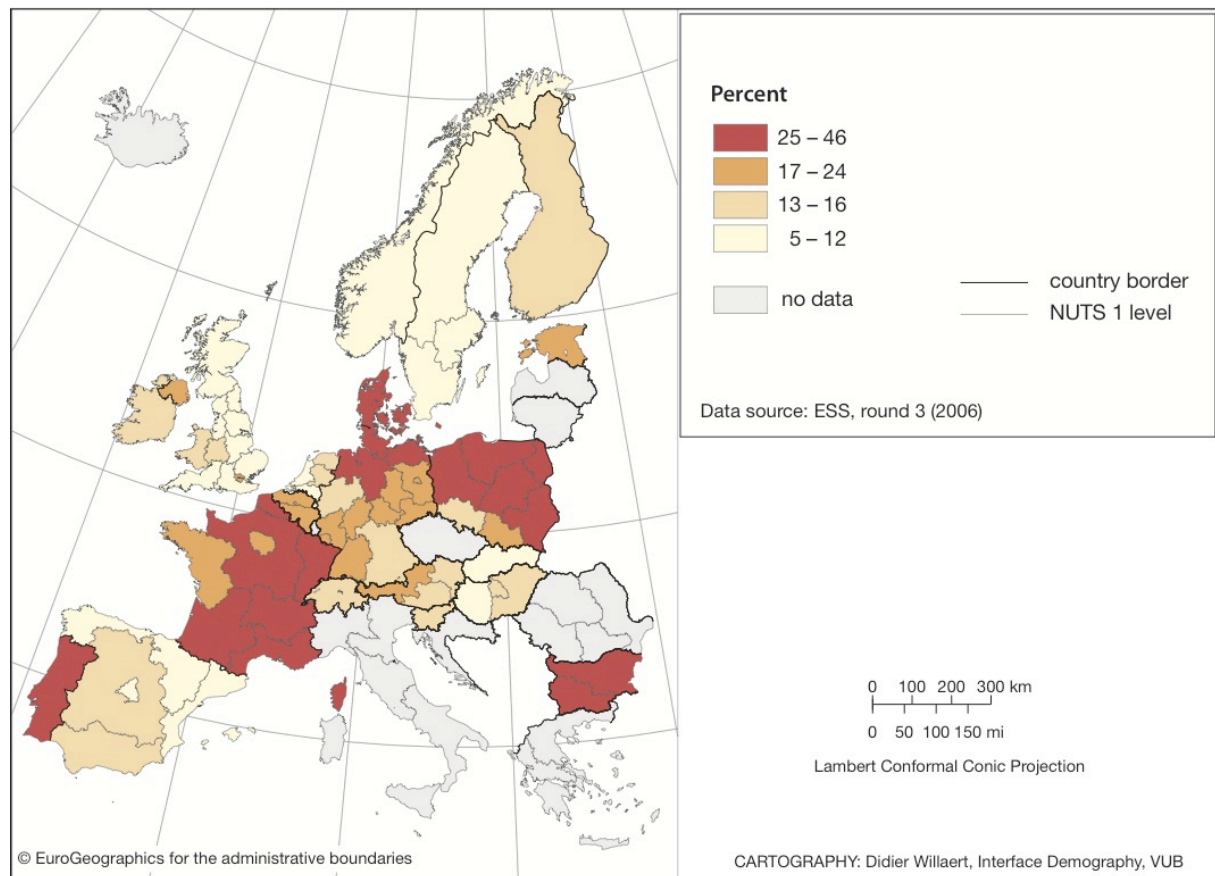 Percent
25 – 46
17 – 24
13 – 16
5 – 12
no data
country border
NUTS 1 level
Data source: ESS, round 3 (2006)
0 100 200 300 km
0 50 100 150 mi
Lambert Conformal Conic Projection
© EuroGeographics for the administrative boundaries
CARTOGRAPHY: Didier Willaert, Interface Demography, VUB